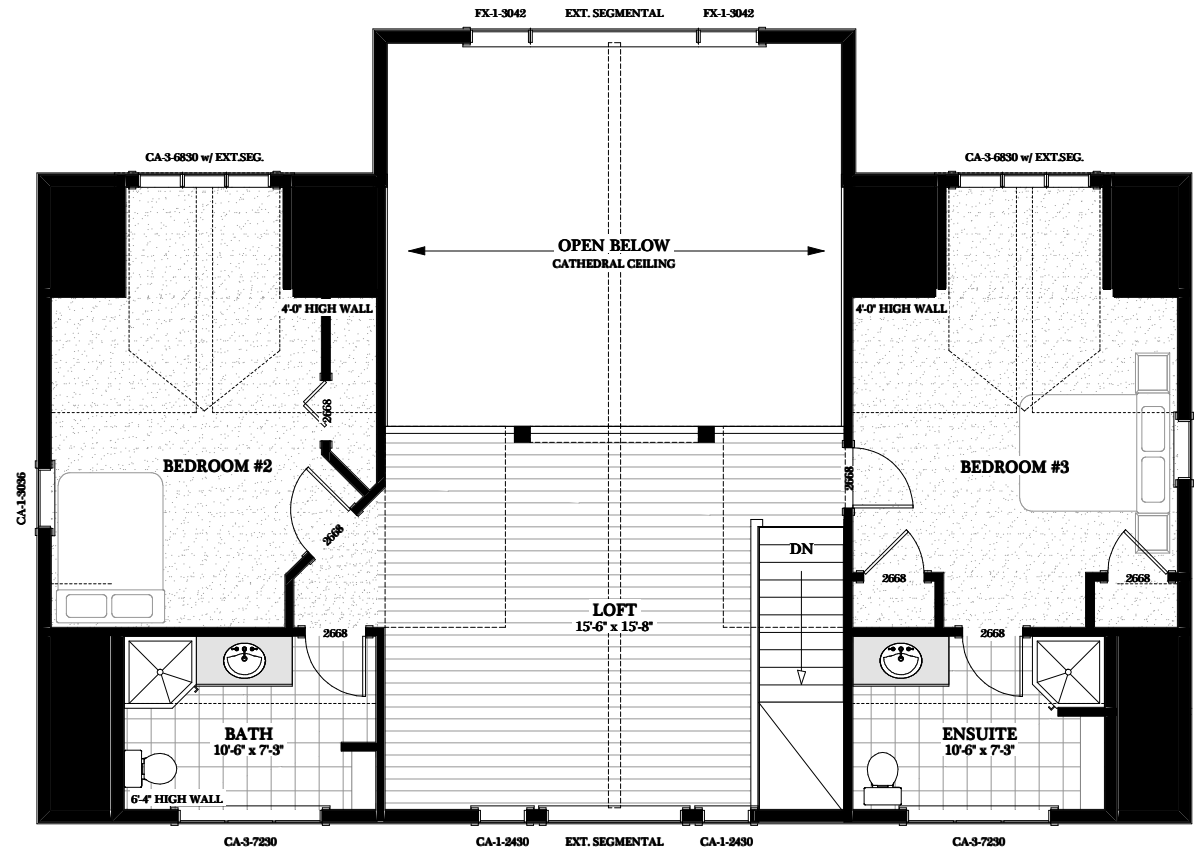 FX-1-3042
EXT. SEGMENTAL
FX-1-3042
CA-3-6830 w/ EXT.SEG.
CA-3-6830 w/ EXT.SEG.
OPEN BELOW
CATHEDRAL CEILING
4'-0" HIGH WALL
4'-0" HIGH WALL
2668
BEDROOM #2
BEDROOM #3
2668
CA-1-3036
2668
DN
2668
2668
LOFT
15'-6" x 15'-8"
2668
2668
BATH
10'-6" x 7'-3"
ENSUITE
10'-6" x 7'-3"
6'-4" HIGH WALL
CA-3-7230
CA-1-2430
EXT. SEGMENTAL
CA-1-2430
CA-3-7230